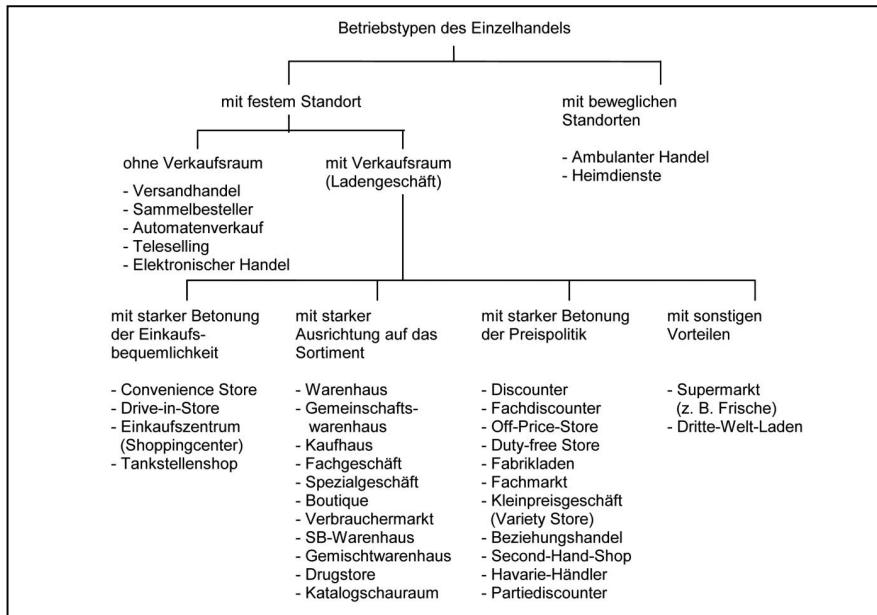 Betriebstypen des Einzelhandels
mit festem Standort
mit beweglichen
Standorten
- Ambulanter Handel
- Heimdienste
ohne Verkaufsraum
- Versandhandel
- Sammelbesteller
- Automatenverkauf
- Teleselling
- Elektronischer Handel
mit Verkaufsraum
(Ladengeschäft)
mit starker Betonung
der Einkaufs-
bequemlichkeit
- Convenience Store
- Drive-in-Store
- Einkaufszentrum
(Shoppingcenter)
- Tankstellenshop
mit starker
Ausrichtung auf das
Sortiment
- Warenhaus
- Gemeinschafts-
warenhaus
- Kaufhaus
- Fachgeschäft
- Spezialgeschäft
- Boutique
- Verbrauchermarkt
- SB-Warenhaus
- Gemischtwarenhaus
- Drugstore
- Katalogschauraum
mit starker Betonung
der Preispolitik
- Discounter
- Fachdiscounter
- Off-Price-Store
- Duty-free Store
- Fabrikladen
- Fachmarkt
- Kleinpreisgeschäft
(Variety Store)
- Beziehungshandel
- Second-Hand-Shop
- Havarie-Händler
- Partiediscounter
mit sonstigen
Vorteilen
- Supermarkt
(z. B. Frische)
- Dritte-Welt-Laden